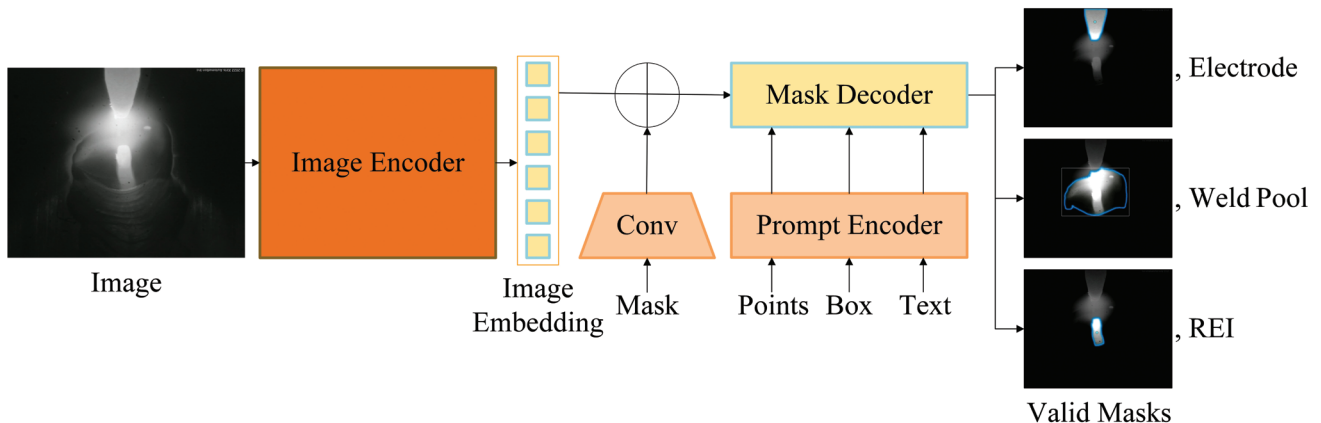 Image Encoder
Image
Image
Embedding
Conv
Mask
Mask Decoder
Prompt Encoder
Points
Box
Text
, Electrode
, Weld Pool
, REI
Valid Masks